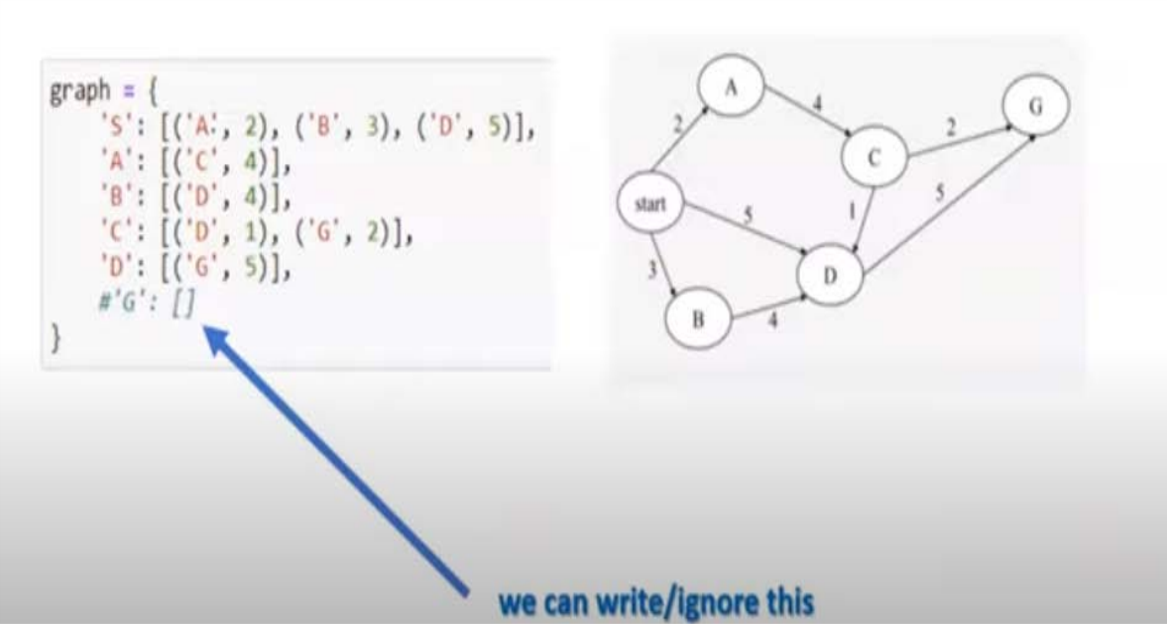 graph = {
'S': [('A', 2), ('B', 3), ('D', 5)],
'A': [('C', 4)],
'B': [('D', 4)],
'C': [('D', 1), ('G', 2)],
'D': [('G', 5)],
#'G': []
}
A
G
4
2
2
C
start
5
1
5
3
D
B
4
we can write/ignore this